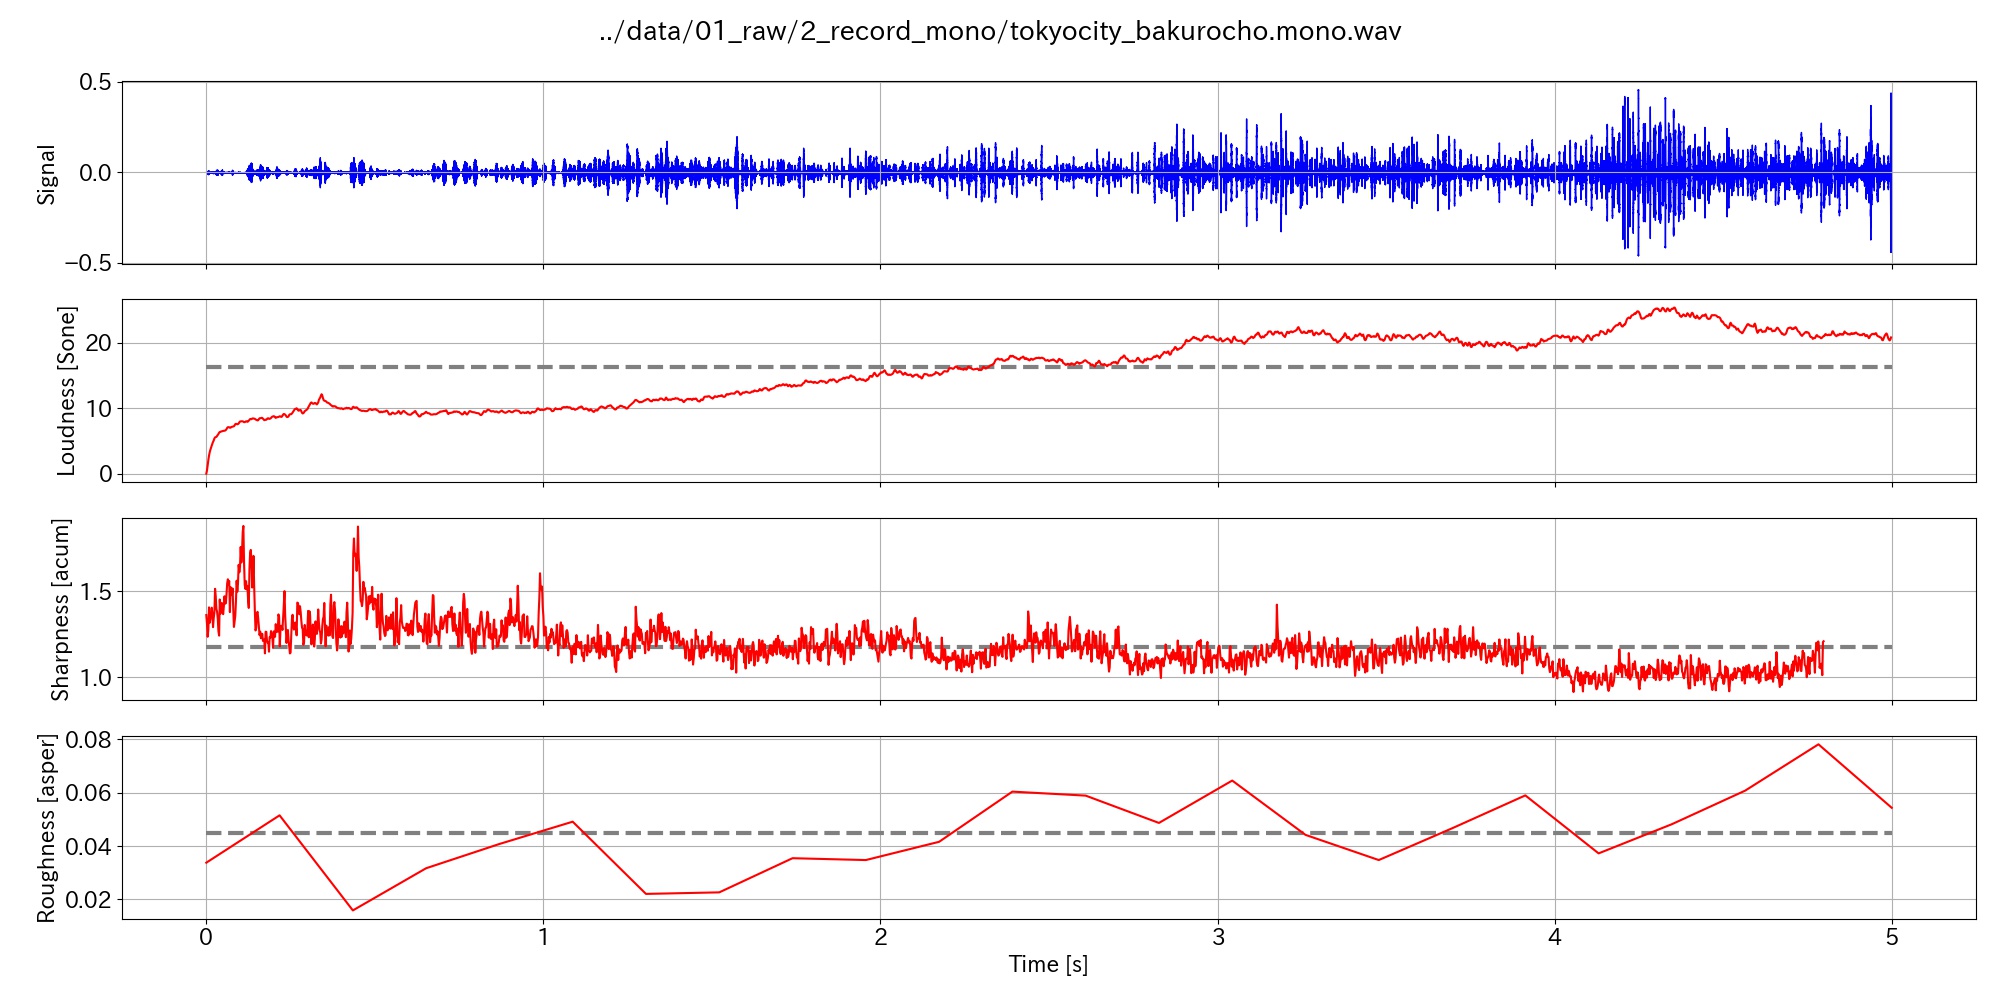 ../data/01_raw/2_record_mono/tokyocity_bakurocho.mono.wav
Signal
0.5
0.0
−0.5
Loudness [Sone]
20
10
0
Sharpness [acum]
1.5
1.0
Roughness [asper]
0.08
0.06
0.04
0.02
0 1 2 3 4 5
Time [s]